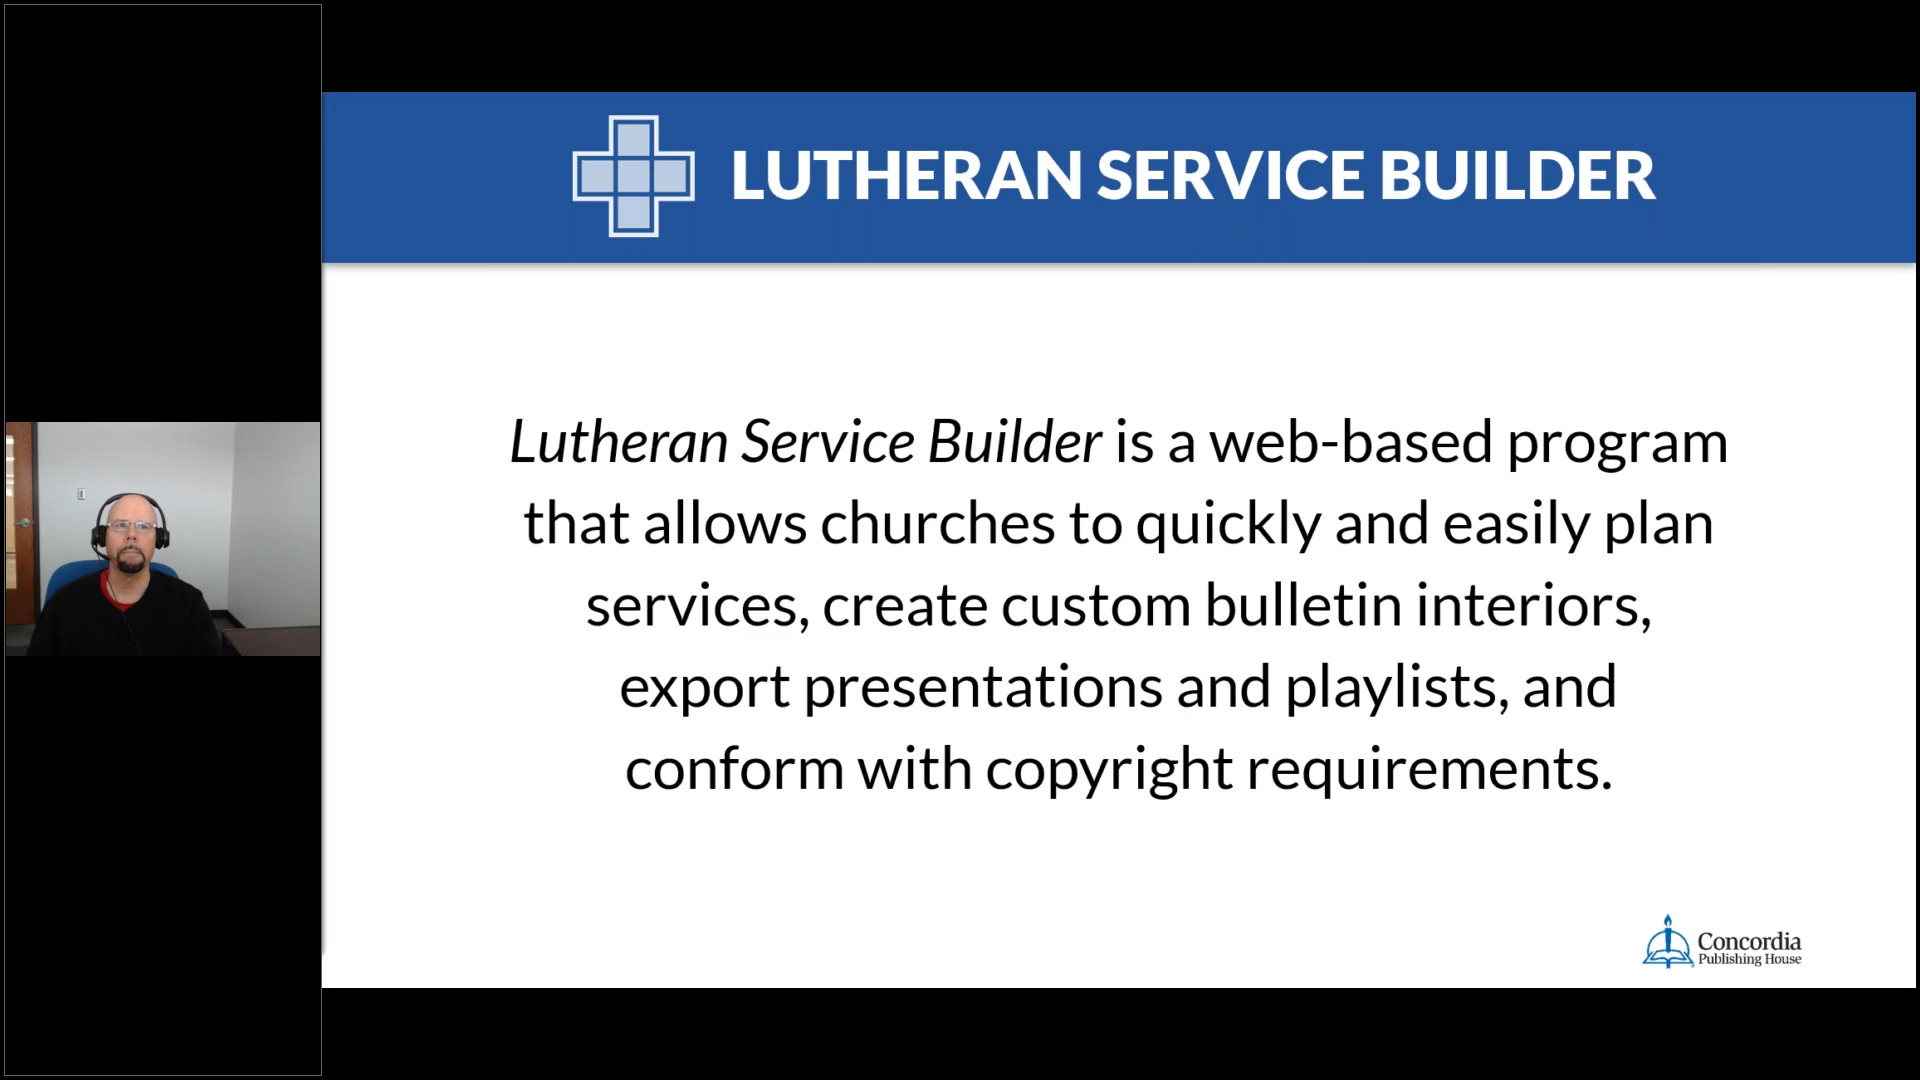 LUTHERAN SERVICE BUILDER
Lutheran Service Builder is a web-based program
that allows churches to quickly and easily plan
services, create custom bulletin interiors,
export presentations and playlists, and
conform with copyright requirements.
Concordia
Publishing House